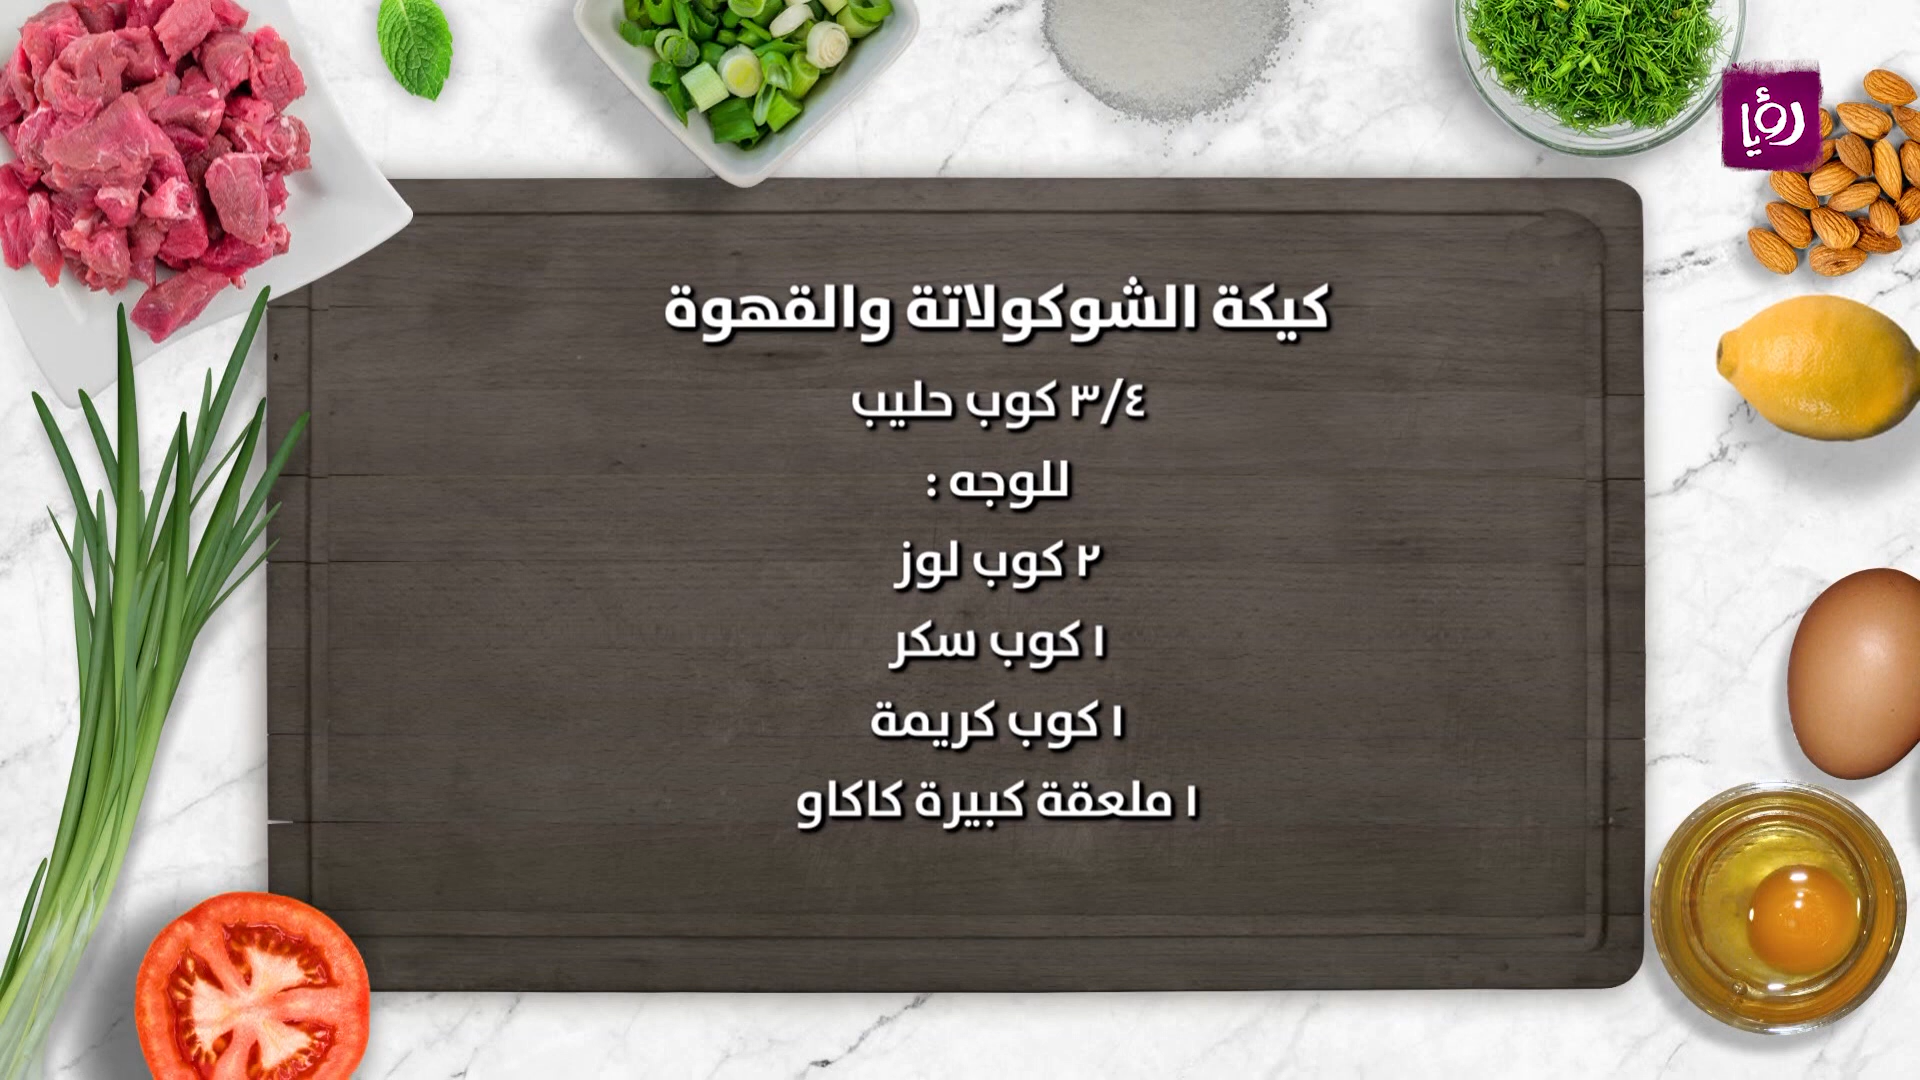 رؤيا
كيكة الشوكولاتة والقهوة
٣/٤ كوب حليب
للوجه :
٢ كوب لوز
١ كوب سكر
١ كوب كريمة
١ ملعقة كبيرة كاكاو